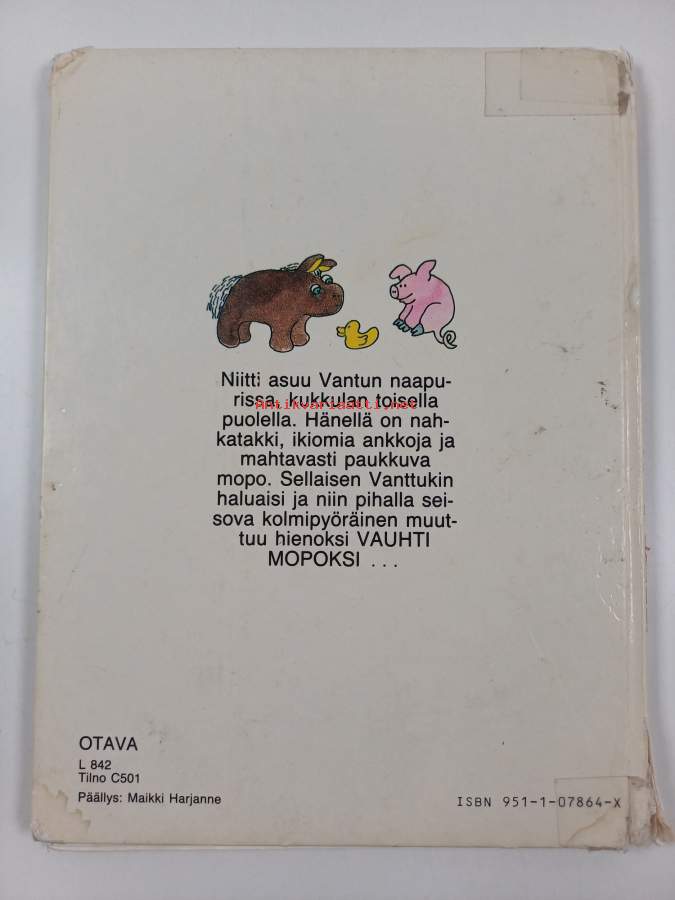 Niitti asuu Vantun naapu-
rissa, kukkulan toisella
Antikvariaatti.net
puolella. Hänellä on nah-
katakki, ikiomia ankkoja ja
mahtavasti paukkuva
mopo. Sellaisen Vanttukin
haluaisi ja niin pihalla sei-
sova kolmipyöräinen muut-
tuu hienoksi VAUHTI
MOPOKSI . . .
OTAVA
L 842
Tilno C501
Päällys: Maikki Harjanne
ISBN 951-1-07864-X